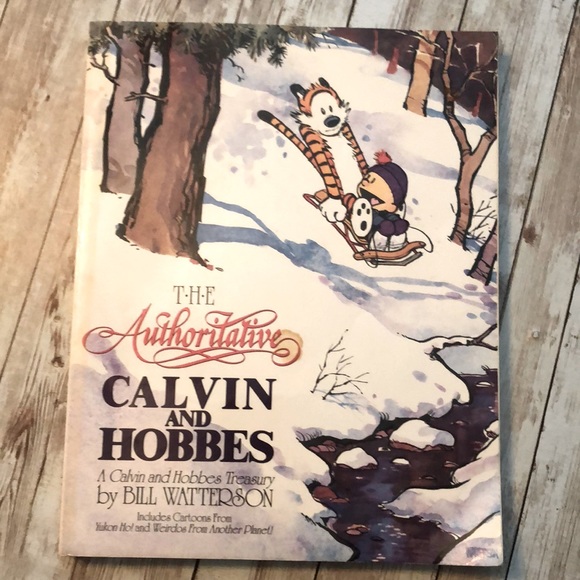 T·H·E
Authoritative
CALVIN
AND
HOBBES
A Calvin and Hobbes Treasury
by BILL WATTERSON
Includes Cartoons From
Yukon Ho! and Weirdos From Another Planet!